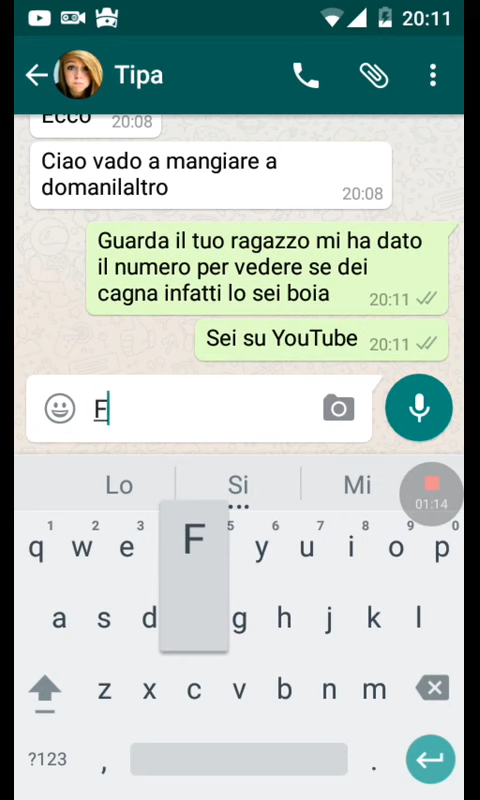 20:11
Tipa
Ecco 20:08
Ciao vado a mangiare a
domanilaltro
20:08
Guarda il tuo ragazzo mi ha dato
il numero per vedere se dei
cagna infatti lo sei boia 20:11
Sei su YouTube 20:11
F
Lo Si Mi
01:14
1 2 3 5 6 7 8 9 0
q w e F y u i o p
a s d g h j k l
z x c v b n m
?123 , .